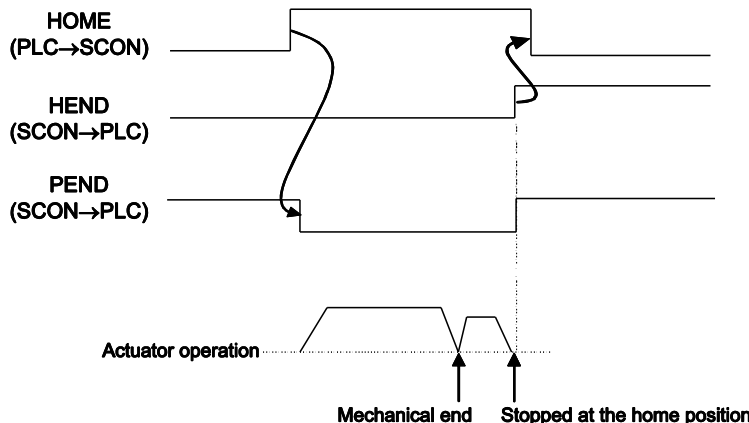 HOME
(PLC→SCON)
HEND
(SCON→PLC)
PEND
(SCON→PLC)
Actuator operation
Mechanical end
Stopped at the home position